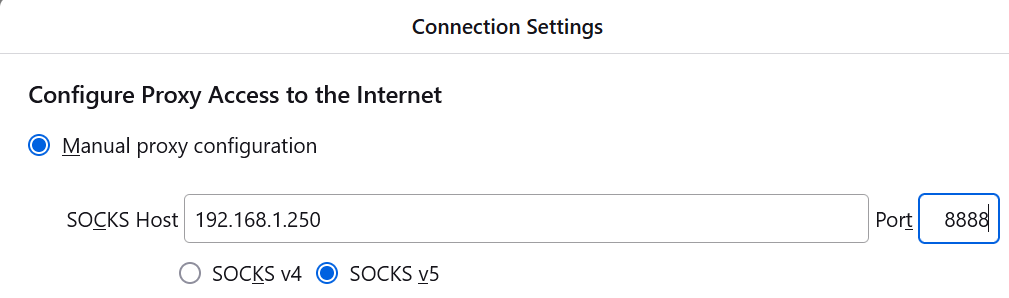 Connection Settings
Configure Proxy Access to the Internet
Manual proxy configuration
SOCKS Host 192.168.1.250 Port 8888
SOCKS v4 SOCKS v5